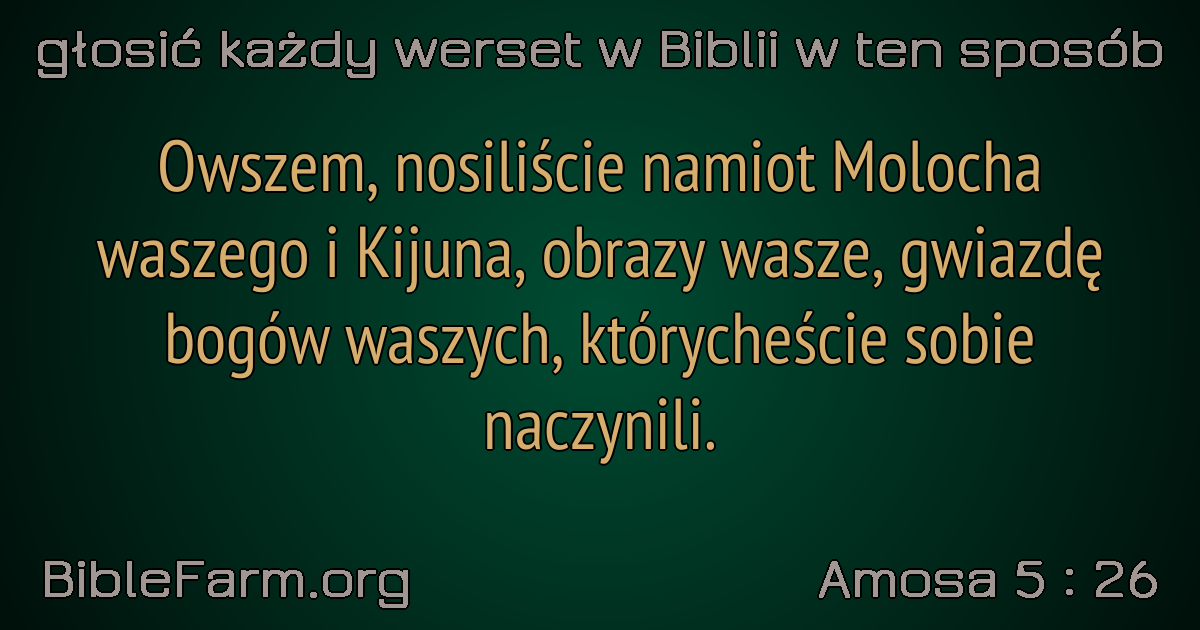 głosić każdy werset w Biblii w ten sposób
Owszem, nosiliście namiot Molocha
waszego i Kijuna, obrazy wasze, gwiazdę
bogów waszych, którycheście sobie
naczynili.
BibleFarm.org
Amosa 5 : 26